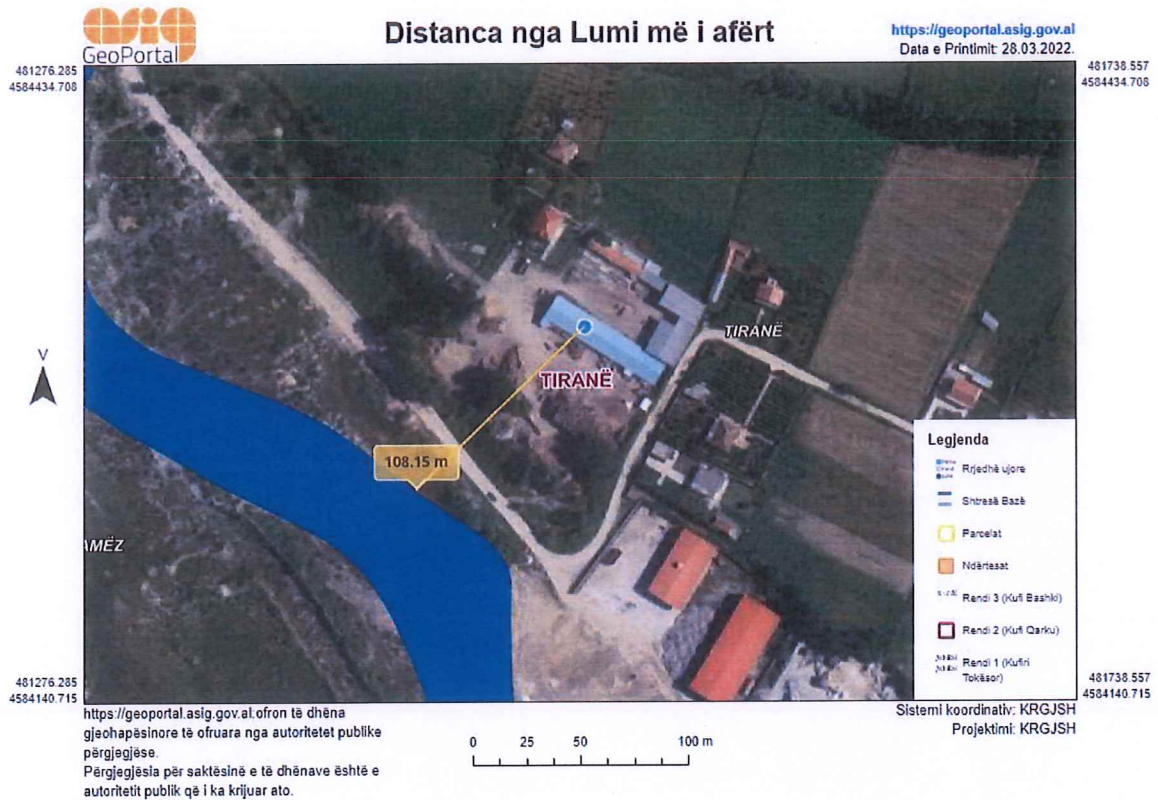 asig
GeoPortal
Distanca nga Lumi më i afërt
https://geoportal.asig.gov.al
Data e Printimit: 28.03.2022.
481276.285
4584434.708
481738.557
4584434.708
V
TIRANË
TIRANË
108.15 m
AMËZ
Legjenda
Rrjedhë ujore
Shtresë Bazë
Parcelat
Ndërtesat
Rendi 3 (Kufi Bashki)
Rendi 2 (Kufi Qarku)
Rendi 1 (Kufiri
Tokësor)
481276.285
4584140.715
481738.557
4584140.715
https://geoportal.asig.gov.al ofron të dhëna
gjeohapësinore të ofruara nga autoritetet publike
përgjegjëse.
Përgjegjësia për saktësinë e të dhënave është e
autoritetit publik që i ka krijuar ato.
0 25 50 100 m
Sistemi koordinativ: KRGJSH
Projektimi: KRGJSH